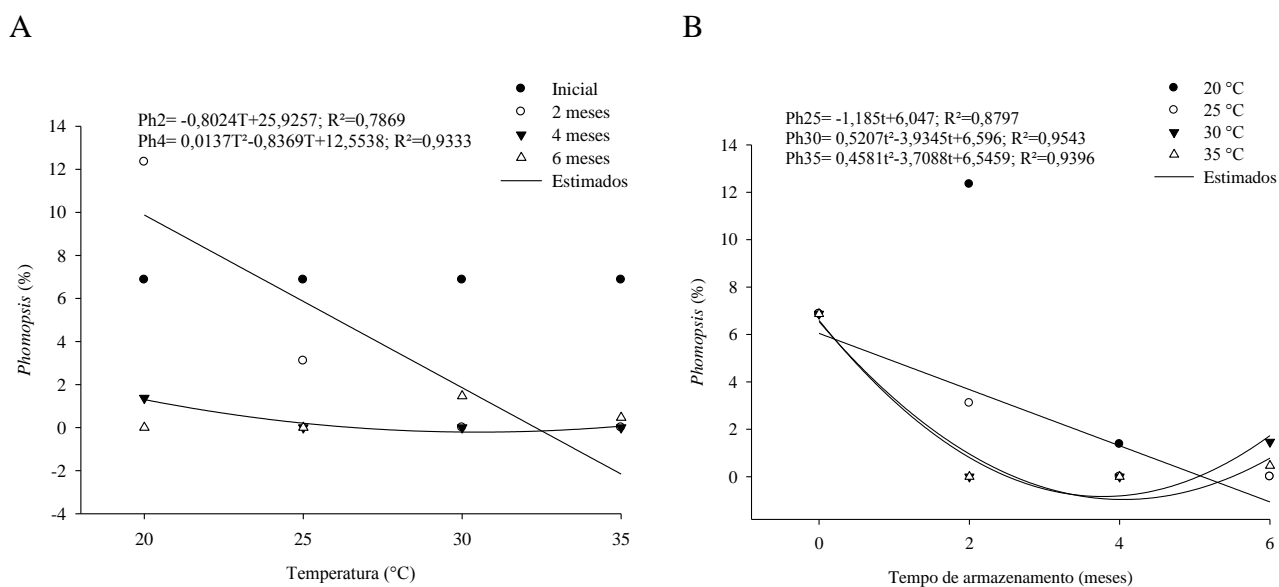 A
Inicial
2 meses
4 meses
6 meses
Estimados
Ph2= -0,8024T+25,9257; R²=0,7869
Ph4= 0,0137T²-0,8369T+12,5538; R²=0,9333
14
12
10
8
6
4
2
0
-2
-4
Phomopsis (%)
20
25
30
35
Temperatura (°C)
B
20 °C
25 °C
30 °C
35 °C
Estimados
Ph25= -1,185t+6,047; R²=0,8797
Ph30= 0,5207t²-3,9345t+6,596; R²=0,9543
Ph35= 0,4581t²-3,7088t+6,5459; R²=0,9396
14
12
10
8
6
4
2
0
Phomopsis (%)
0
2
4
6
Tempo de armazenamento (meses)